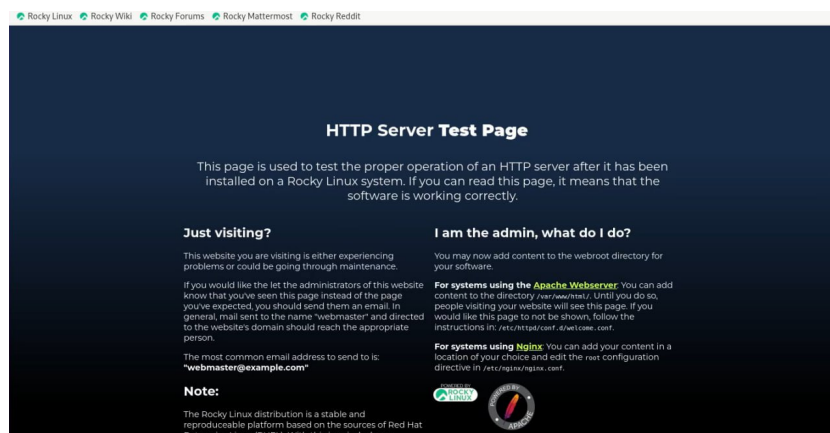 Rocky Linux Rocky Wiki Rocky Forums Rocky Mattermost Rocky Reddit
HTTP Server Test Page
This page is used to test the proper operation of an HTTP server after it has been
installed on a Rocky Linux system. If you can read this page, it means that the
software is working correctly.
Just visiting?
This website you are visiting is either experiencing
problems or could be going through maintenance.
If you would like the let the administrators of this website
know that you've seen this page instead of the page
you've expected, you should send them an email. In
general, mail sent to the name "webmaster" and directed
to the website's domain should reach the appropriate
person.
The most common email address to send to is:
"webmaster@example.com"
Note:
The Rocky Linux distribution is a stable and
reproduceable platform based on the sources of Red Hat
I am the admin, what do I do?
You may now add content to the webroot directory for
your software.
For systems using the Apache Webserver: You can add
content to the directory /var/www/html/. Until you do so,
people visiting your website will see this page. If you
would like this page to not be shown, follow the
instructions in: /etc/httpd/conf.d/welcome.conf.
For systems using Nginx: You can add your content in a
location of your choice and edit the root configuration
directive in /etc/nginx/nginx.conf.
POWERED BY
ROCKY
LINUX
POWERED BY
APACHE